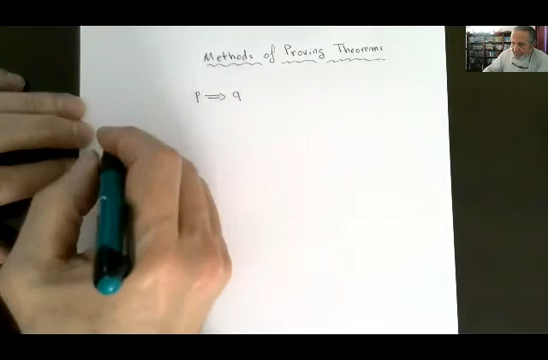 Methods of Proving Theorems
P ⟹ q